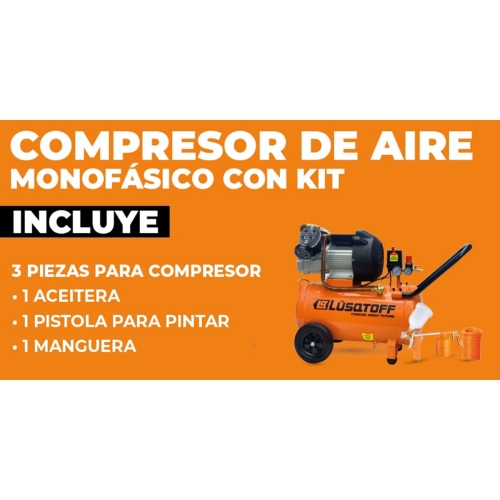 COMPRESOR DE AIRE
MONOFÁSICO CON KIT
INCLUYE
3 PIEZAS PARA COMPRESOR
• 1 ACEITERA
• 1 PISTOLA PARA PINTAR
• 1 MANGUERA
LÜSQTOFF